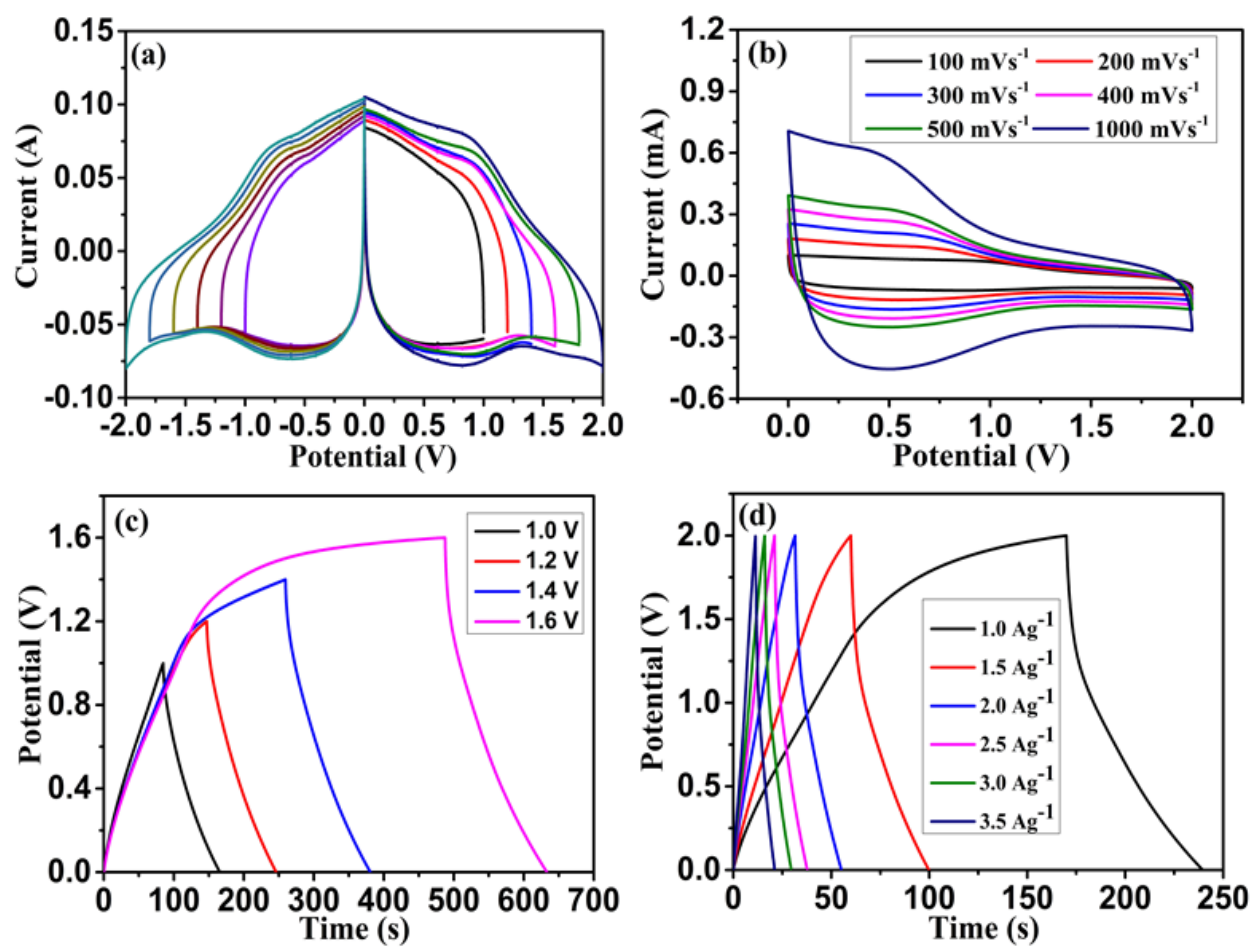 (a)
0.15
0.10
0.05
0.00
-0.05
-0.10
Current (A)
-2.0 -1.5 -1.0 -0.5 0.0 0.5 1.0 1.5 2.0
Potential (V)
(b)
100 mVs⁻¹ 200 mVs⁻¹
300 mVs⁻¹ 400 mVs⁻¹
500 mVs⁻¹ 1000 mVs⁻¹
1.2
0.9
0.6
0.3
0.0
-0.3
-0.6
Current (mA)
0.0 0.5 1.0 1.5 2.0
Potential (V)
(c)
1.0 V
1.2 V
1.4 V
1.6 V
1.6
1.2
0.8
0.4
0.0
Potential (V)
0 100 200 300 400 500 600 700
Time (s)
(d)
2.0
1.5
1.0
0.5
0.0
Potential (V)
1.0 Ag⁻¹
1.5 Ag⁻¹
2.0 Ag⁻¹
2.5 Ag⁻¹
3.0 Ag⁻¹
3.5 Ag⁻¹
0 50 100 150 200 250
Time (s)